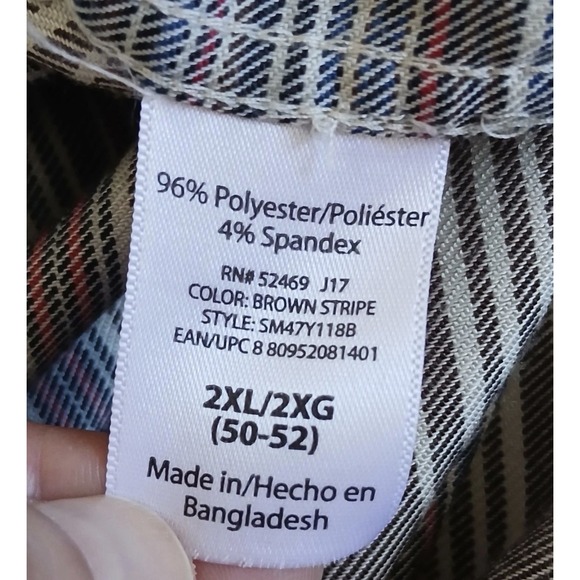 96% Polyester/Poliéster
4% Spandex
RN# 52469 J17
COLOR: BROWN STRIPE
STYLE: SM47Y118B
EAN/UPC 8 80952081401
2XL/2XG
(50-52)
Made in/Hecho en
Bangladesh